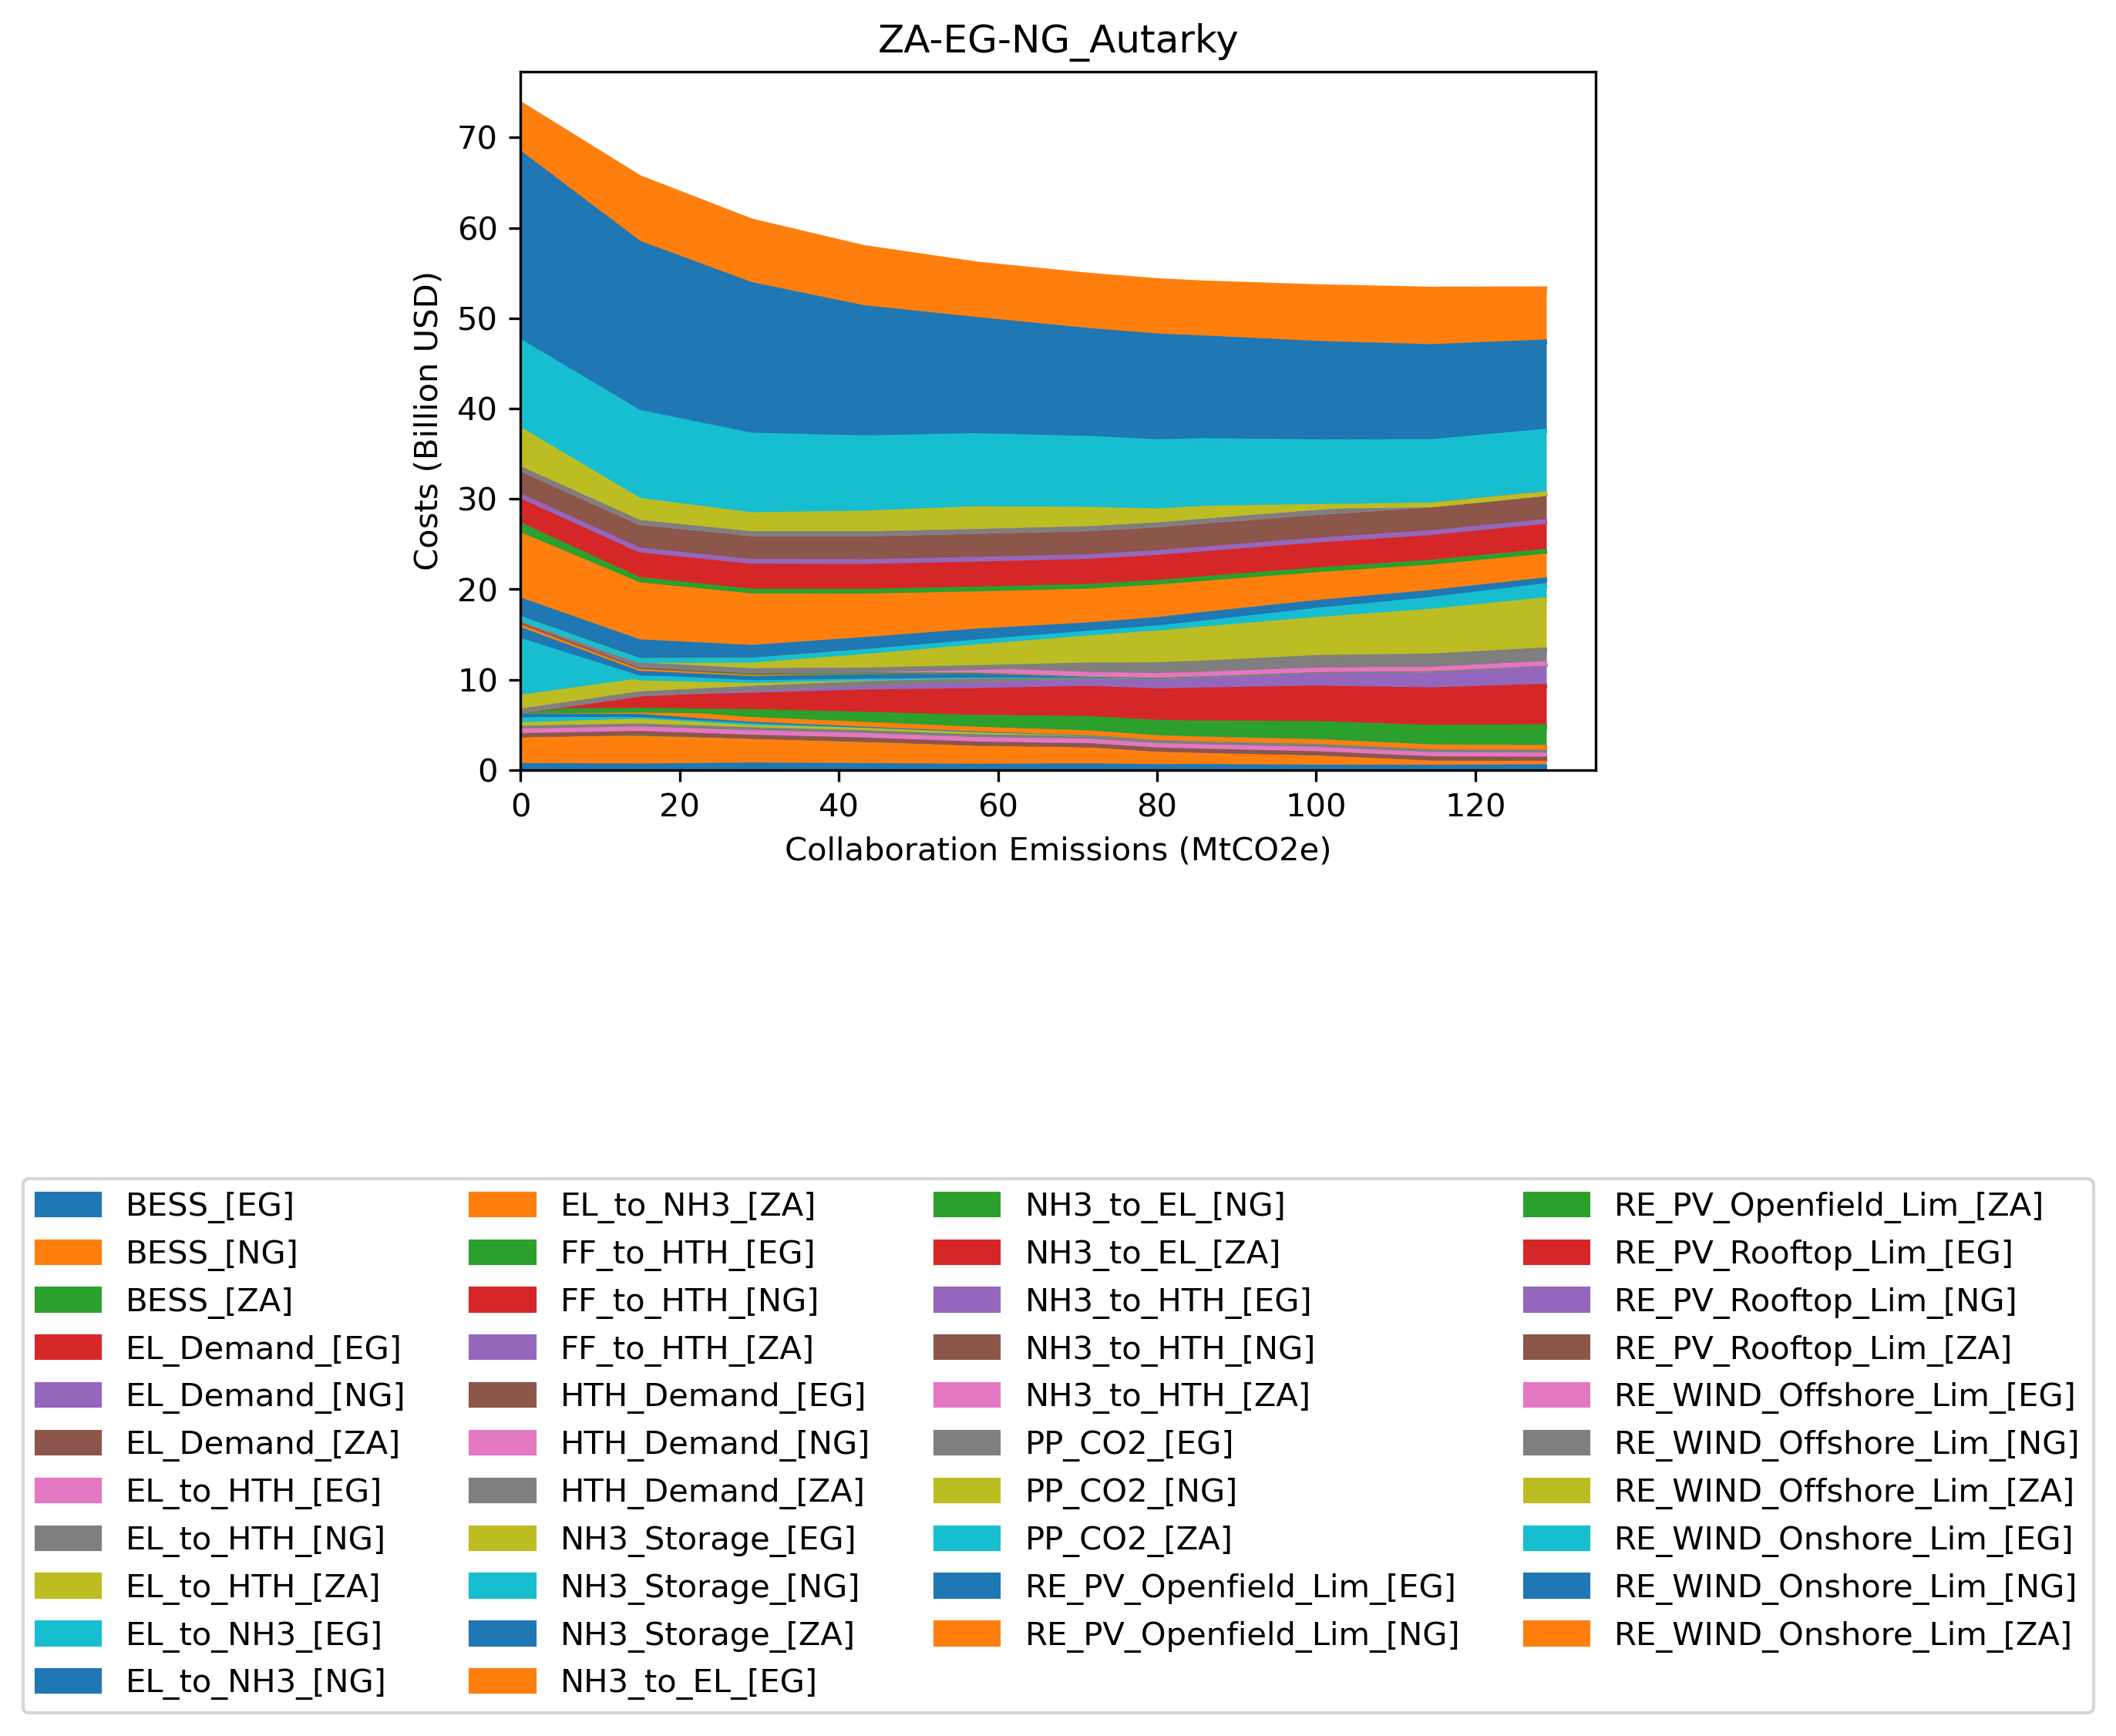 ZA-EG-NG_Autarky
70
60
50
40
30
20
10
0
Costs (Billion USD)
0 20 40 60 80 100 120
Collaboration Emissions (MtCO2e)
BESS_[EG]
BESS_[NG]
BESS_[ZA]
EL_Demand_[EG]
EL_Demand_[NG]
EL_Demand_[ZA]
EL_to_HTH_[EG]
EL_to_HTH_[NG]
EL_to_HTH_[ZA]
EL_to_NH3_[EG]
EL_to_NH3_[NG]
EL_to_NH3_[ZA]
FF_to_HTH_[EG]
FF_to_HTH_[NG]
FF_to_HTH_[ZA]
HTH_Demand_[EG]
HTH_Demand_[NG]
HTH_Demand_[ZA]
NH3_Storage_[EG]
NH3_Storage_[NG]
NH3_Storage_[ZA]
NH3_to_EL_[EG]
NH3_to_EL_[NG]
NH3_to_EL_[ZA]
NH3_to_HTH_[EG]
NH3_to_HTH_[NG]
NH3_to_HTH_[ZA]
PP_CO2_[EG]
PP_CO2_[NG]
PP_CO2_[ZA]
RE_PV_Openfield_Lim_[EG]
RE_PV_Openfield_Lim_[NG]
RE_PV_Openfield_Lim_[ZA]
RE_PV_Rooftop_Lim_[EG]
RE_PV_Rooftop_Lim_[NG]
RE_PV_Rooftop_Lim_[ZA]
RE_WIND_Offshore_Lim_[EG]
RE_WIND_Offshore_Lim_[NG]
RE_WIND_Offshore_Lim_[ZA]
RE_WIND_Onshore_Lim_[EG]
RE_WIND_Onshore_Lim_[NG]
RE_WIND_Onshore_Lim_[ZA]